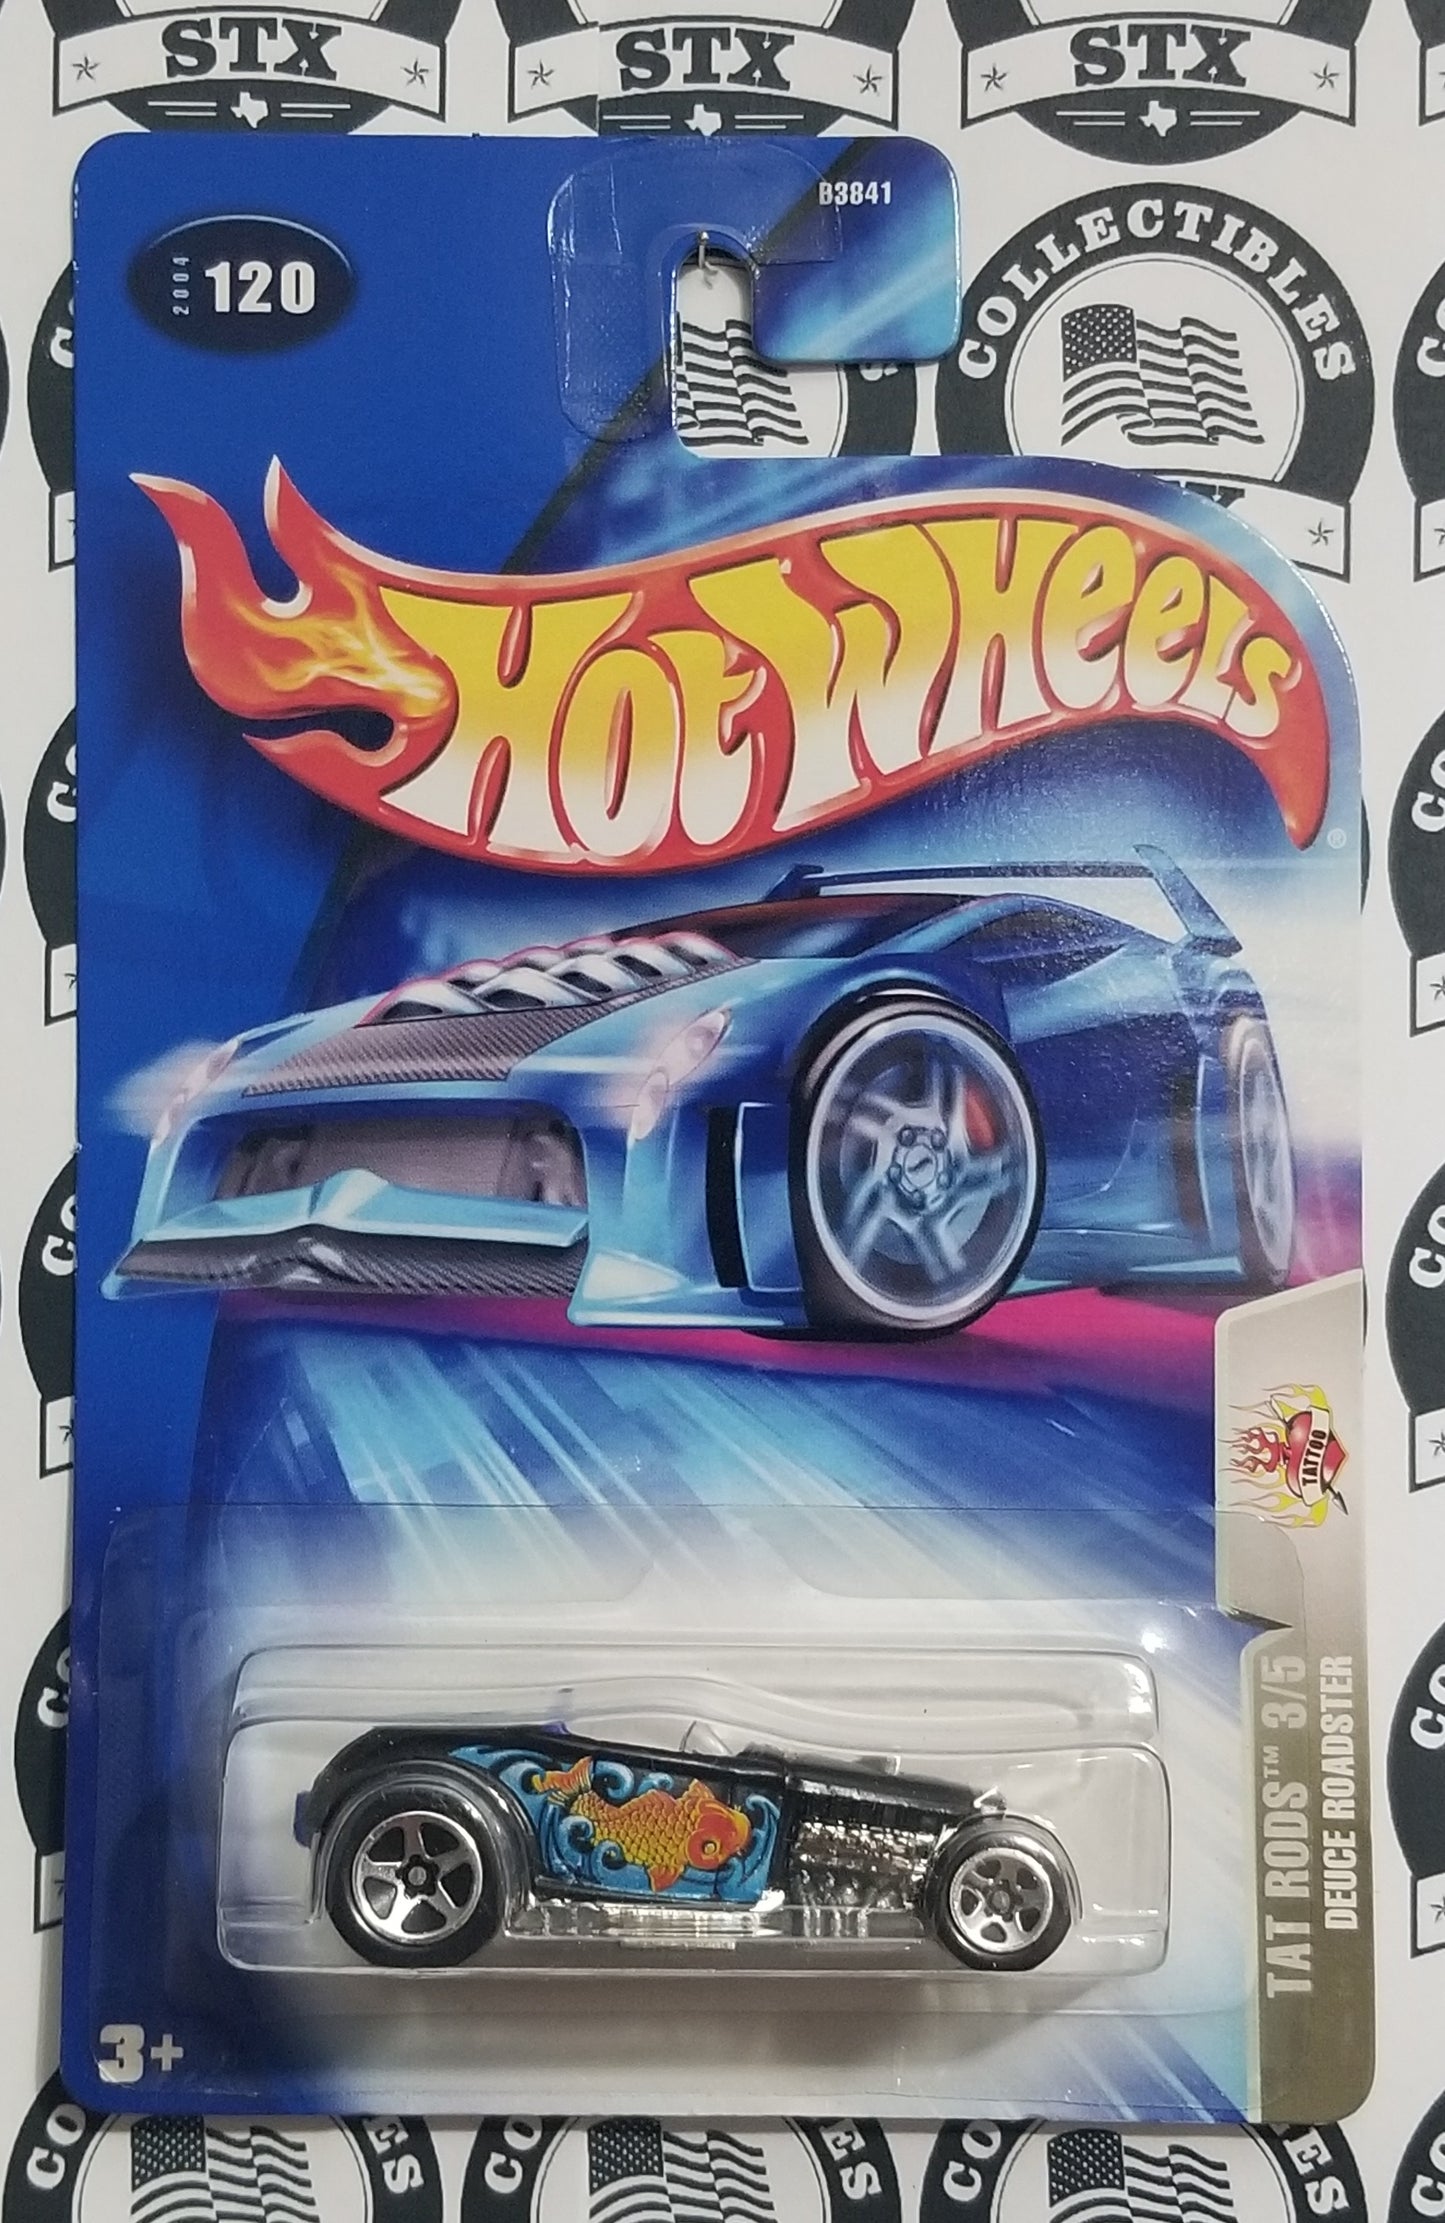 STX
STX
STX
B3841
2004
120
COLLECTIBLES
HOT WHEELS
®
TATTOO
TAT RODS™ 3/5
DEUCE ROADSTER
3+